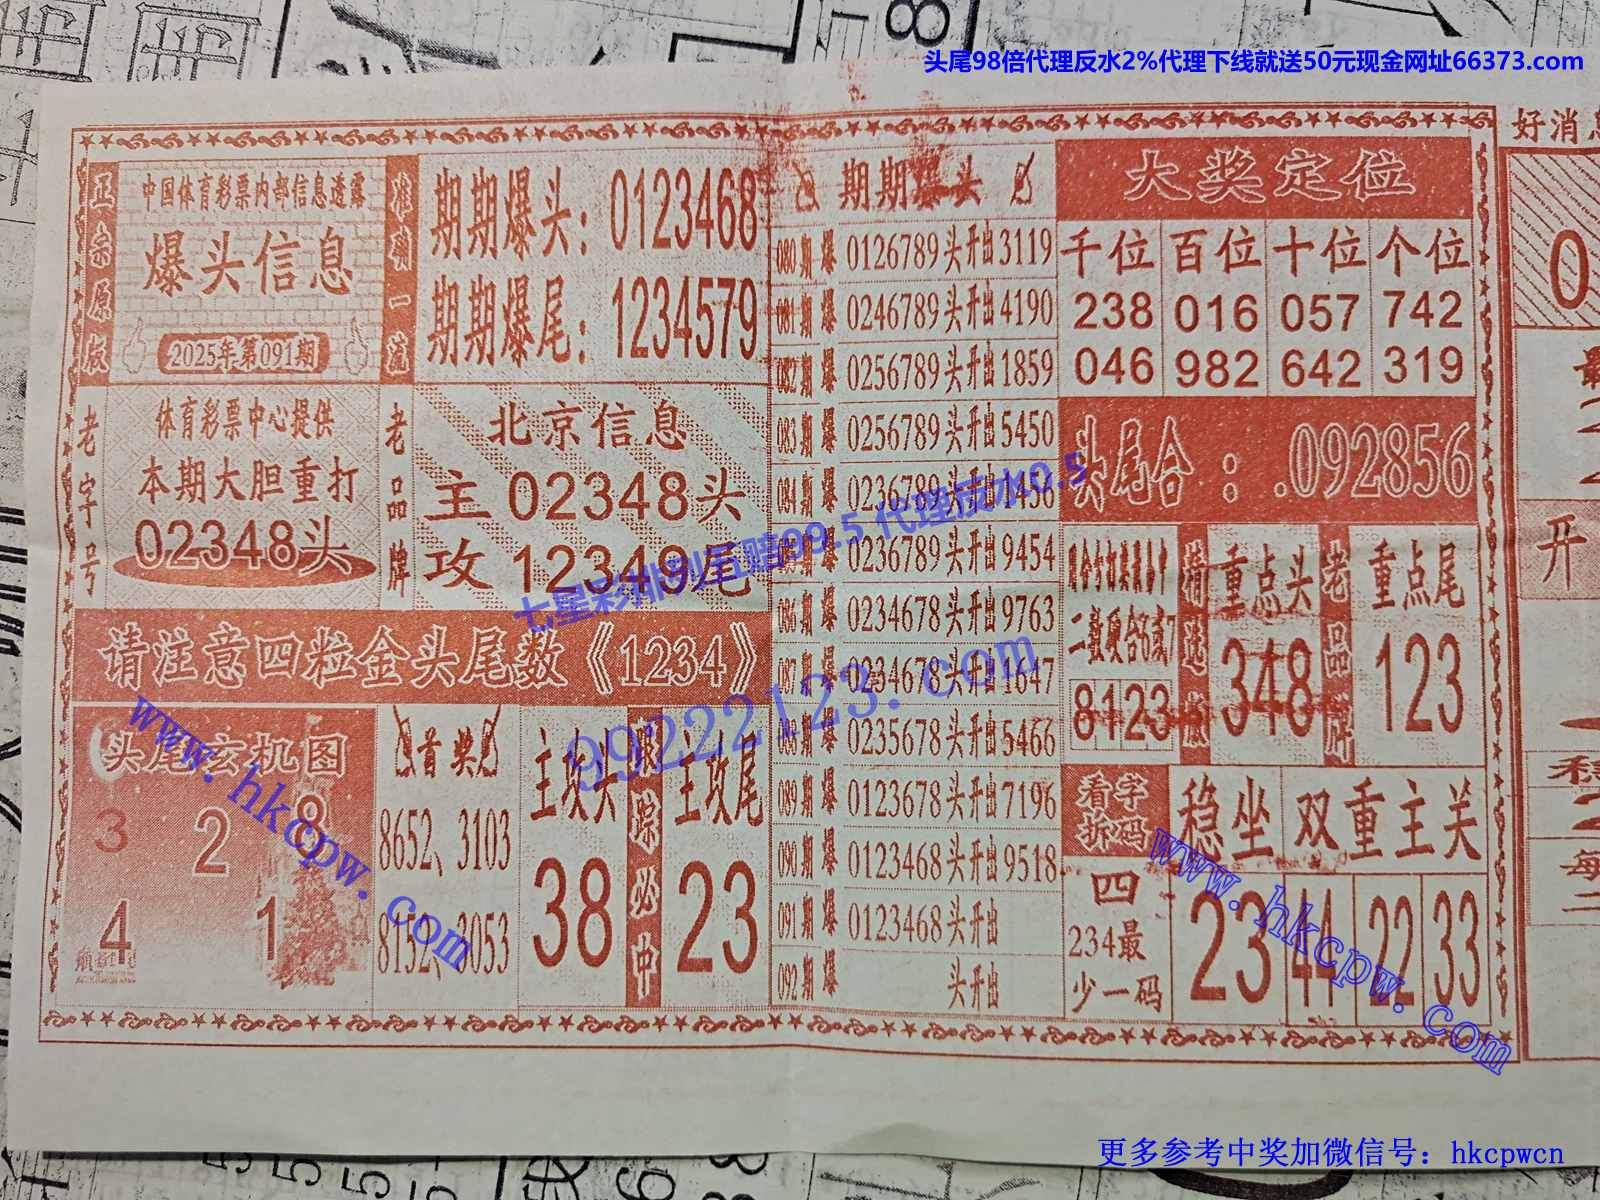 头尾98倍代理反水2%代理下线就送50元现金网址66373.com
好消
正宗原版
中国体育彩票内部信息透露
爆头信息
2025年第091期
准确一流
期期爆头：0123468
期期爆尾：1234579
老字号
体育彩票中心提供
本期大胆重打
02348头
老品牌
北京信息
主 02348头
攻 12349尾
请注意四粒金头尾数《1234》
头尾玄机图
3 2 8
4 1
首奖
8652、3103
8152、3053
主攻头
38
跟踪必中
主攻尾
23
期期爆头
080期 爆 0126789头开出3119
081期 爆 0246789头开出4190
082期 爆 0256789头开出1859
083期 爆 0256789头开出5450
084期 爆 0236789头开出1456
爆 0236789头开出9454
086期 爆 0234678头开出9763
087期 爆 0234678头开出1647
088期 爆 0235678头开出5466
089期 爆 0123678头开出7196
090期 爆 0123468头开出9518
091期 爆 0123468头开出
092期 爆 头开出
大奖定位
千位 百位 十位 个位
238 016 057 742
046 982 642 319
头尾合：.092856
二数硬合6或7
8123
精选版
重点头
348
老品牌
重点尾
123
看字拆码
四
234最
少一码
稳坐 双重主关
23 44 22 33
开
七星彩排列五赔99.5 代理反水0.5
99222123.com
www.hkcpw.com
www.hkcpw.com
更多参考中奖加微信号：hkcpwcn